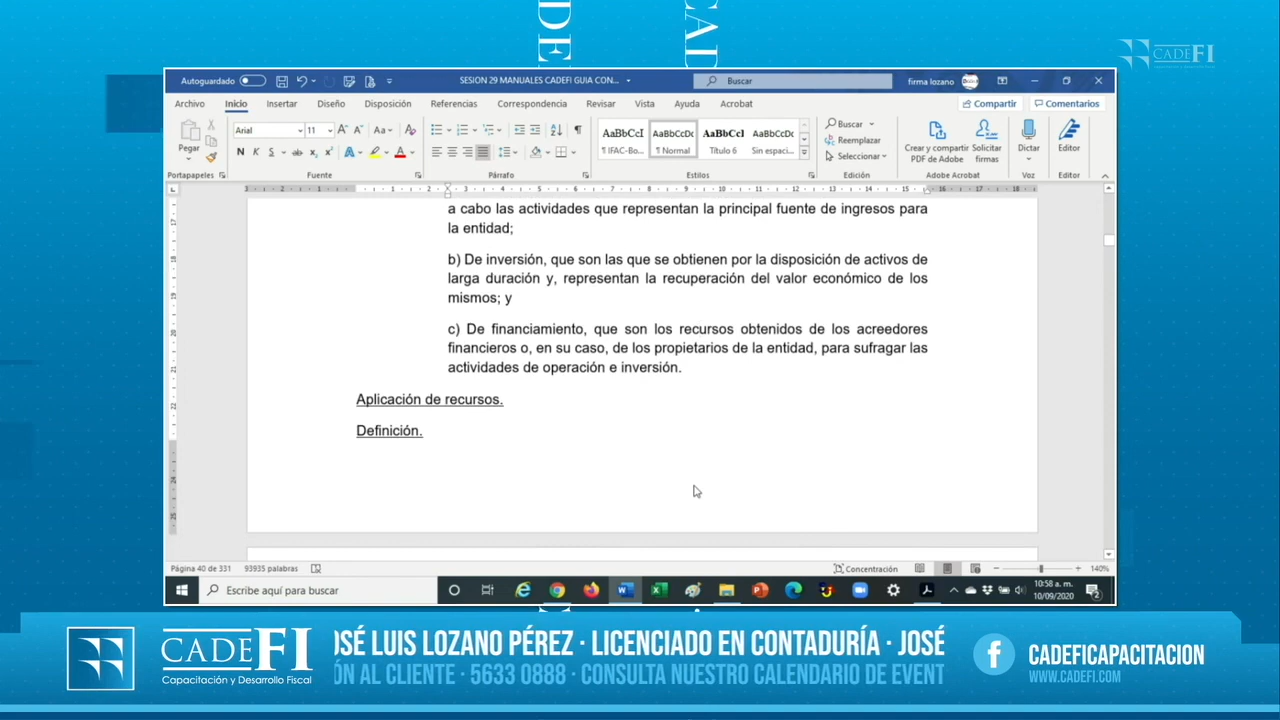 DE
CAD
CADEFI
Autoguardado
SESION 29 MANUALES CADEFI GUIA CON...
Buscar
firma lozano
Archivo
Inicio
Insertar
Diseño
Disposición
Referencias
Correspondencia
Revisar
Vista
Ayuda
Acrobat
Compartir
Comentarios
Pegar
Arial
11
N K S
AaBbCcI
AaBbCcDc
AaBbCcI
AaBbCcDc
¶ IFAC-Bo...
¶ Normal
Título 6
Sin espaci...
Buscar
Reemplazar
Seleccionar
Crear y compartir
PDF de Adobe
Solicitar
firmas
Dictar
Editor
Portapapeles
Fuente
Párrafo
Estilos
Edición
Adobe Acrobat
Voz
Editor
a cabo las actividades que representan la principal fuente de ingresos para
la entidad;
b) De inversión, que son las que se obtienen por la disposición de activos de
larga duración y, representan la recuperación del valor económico de los
mismos; y
c) De financiamiento, que son los recursos obtenidos de los acreedores
financieros o, en su caso, de los propietarios de la entidad, para sufragar las
actividades de operación e inversión.
Aplicación de recursos.
Definición.
Página 40 de 331
93935 palabras
Concentración
140%
Escribe aquí para buscar
10:58 a. m.
10/09/2020
CADEFI
Capacitación y Desarrollo Fiscal
OSÉ LUIS LOZANO PÉREZ · LICENCIADO EN CONTADURÍA · JOSÉ
ÓN AL CLIENTE · 5633 0888 · CONSULTA NUESTRO CALENDARIO DE EVENT
CADEFICAPACITACION
WWW.CADEFI.COM